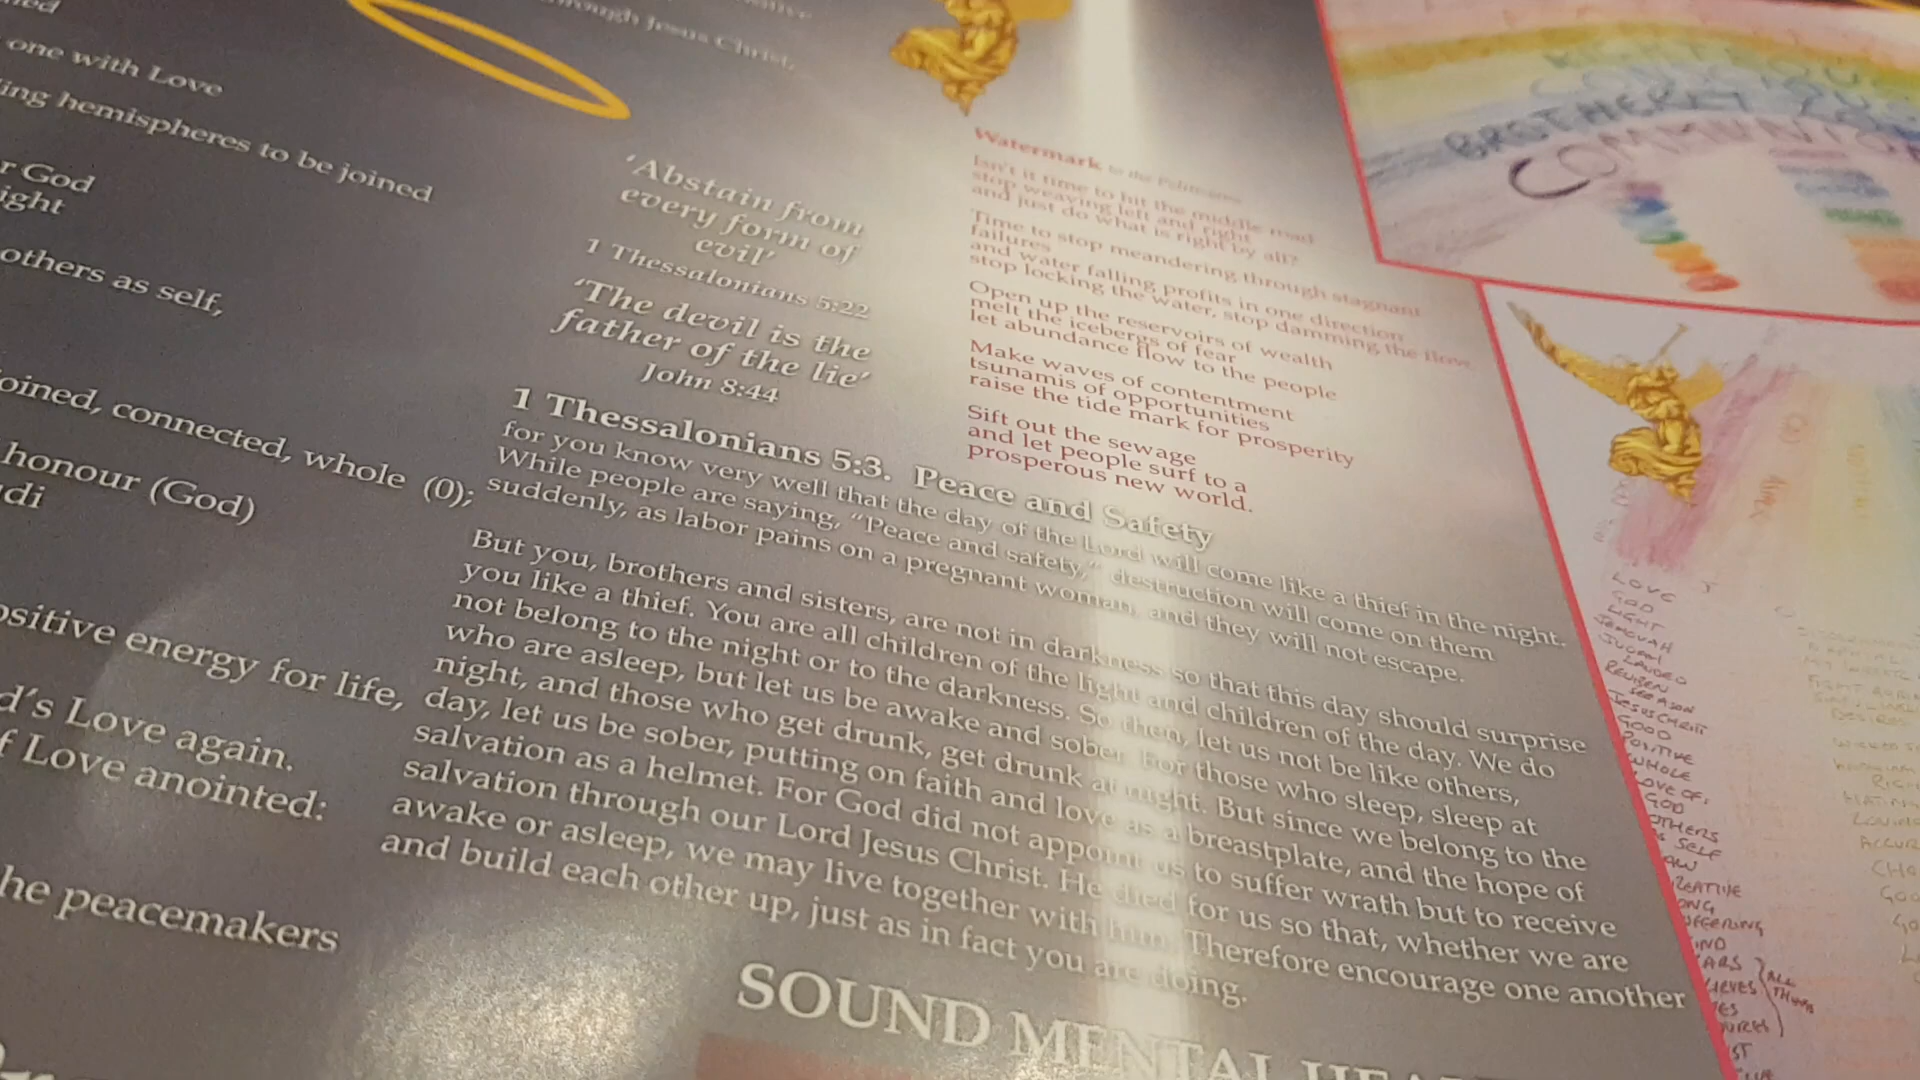 one with Love
ing hemispheres to be joined
r God
ight
others as self,
oined, connected, whole (0);
honour (God)
di
ositive energy for life,
d's Love again.
f Love anointed:
he peacemakers
through Jesus Christ.
'Abstain from
every form of
evil'
1 Thessalonians 5:22
'The devil is the
father of the lie'
John 8:44
Watermark to the Politicians
Isn't it time to hit the middle road
stop weaving left and right
and just do what is right by all?
Time to stop meandering through stagnant
failures
and water falling profits in one direction
stop locking the water, stop damming the flow
Open up the reservoirs of wealth
melt the icebergs of fear
let abundance flow to the people
Make waves of contentment
tsunamis of opportunities
raise the tide mark for prosperity
Sift out the sewage
and let people surf to a
prosperous new world.
1 Thessalonians 5:3. Peace and Safety
for you know very well that the day of the Lord will come like a thief in the night.
While people are saying, "Peace and safety," destruction will come on them
suddenly, as labor pains on a pregnant woman, and they will not escape.
But you, brothers and sisters, are not in darkness so that this day should surprise
you like a thief. You are all children of the light and children of the day. We do
not belong to the night or to the darkness. So then, let us not be like others,
who are asleep, but let us be awake and sober. For those who sleep, sleep at
night, and those who get drunk, get drunk at night. But since we belong to the
day, let us be sober, putting on faith and love as a breastplate, and the hope of
salvation as a helmet. For God did not appoint us to suffer wrath but to receive
salvation through our Lord Jesus Christ. He died for us so that, whether we are
awake or asleep, we may live together with him. Therefore encourage one another
and build each other up, just as in fact you are doing.
SOUND MENTAL
BROTHERLY
COMMUNION
LOVE
GOD
LIGHT
JEHOVAH
JUDAH
REUBEN
JESUS CHRIST
GOOD
POSITIVE
WHOLE
LOVE OF:
GOD
OTHERS
AS SELF